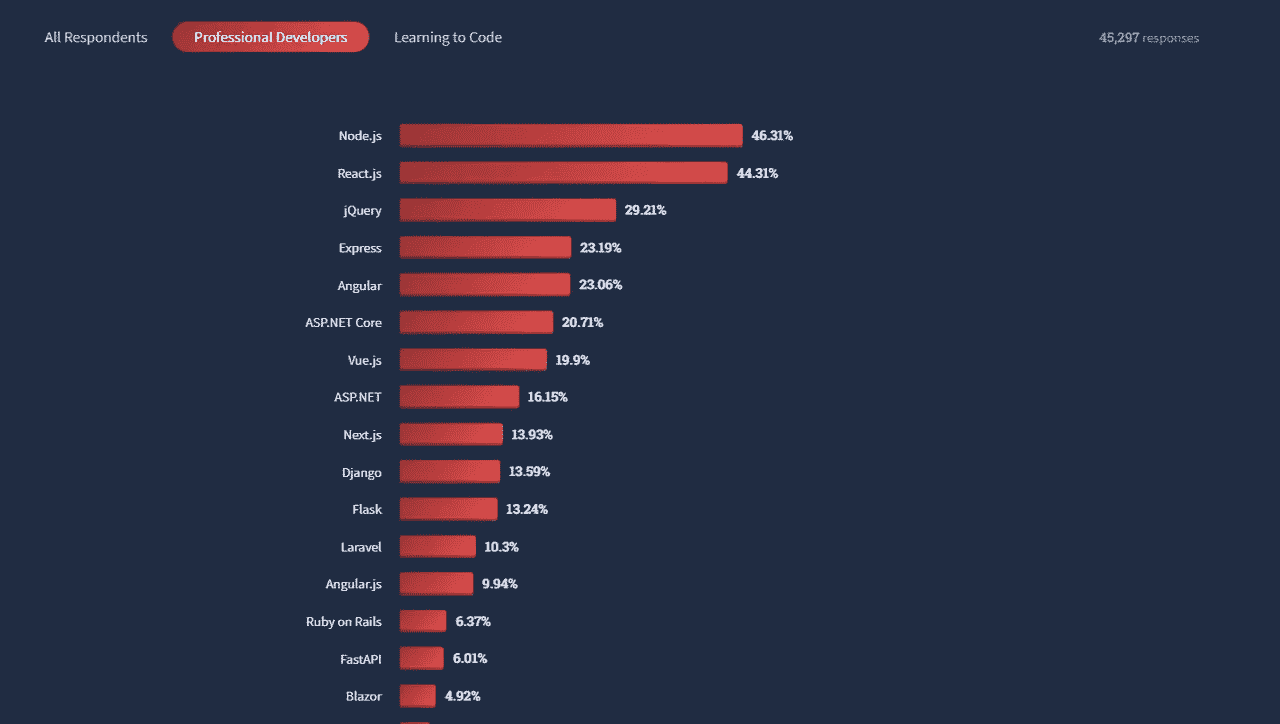 All Respondents Professional Developers Learning to Code 45,297 responses
Node.js 46.31%
React.js 44.31%
jQuery 29.21%
Express 23.19%
Angular 23.06%
ASP.NET Core 20.71%
Vue.js 19.9%
ASP.NET 16.15%
Next.js 13.93%
Django 13.59%
Flask 13.24%
Laravel 10.3%
Angular.js 9.94%
Ruby on Rails 6.37%
FastAPI 6.01%
Blazor 4.92%